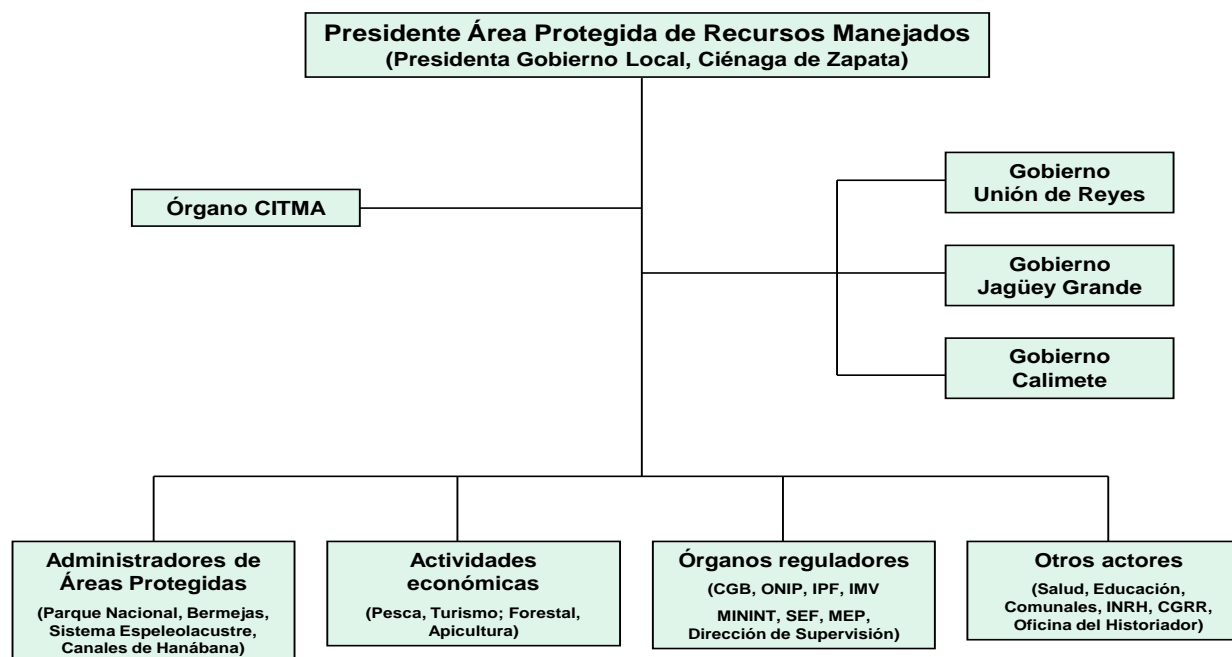 Presidente Área Protegida de Recursos Manejados
(Presidenta Gobierno Local, Ciénaga de Zapata)
Órgano CITMA
Gobierno
Unión de Reyes
Gobierno
Jagüey Grande
Gobierno
Calimete
Administradores de
Áreas Protegidas
(Parque Nacional, Bermejas,
Sistema Espeleolacustre,
Canales de Hanábana)
Actividades
económicas
(Pesca, Turismo; Forestal,
Apicultura)
Órganos reguladores
(CGB, ONIP, IPF, IMV
MININT, SEF, MEP,
Dirección de Supervisión)
Otros actores
(Salud, Educación,
Comunales, INRH, CGRR,
Oficina del Historiador)